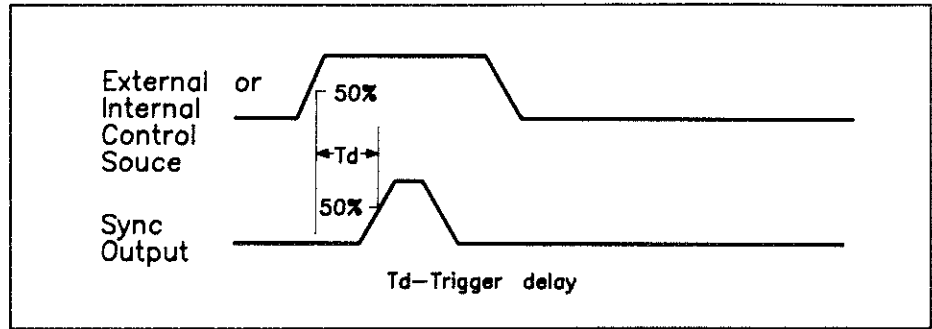 External or
Internal
Control
Souce
50%
Td
50%
Sync
Output
Td-Trigger delay